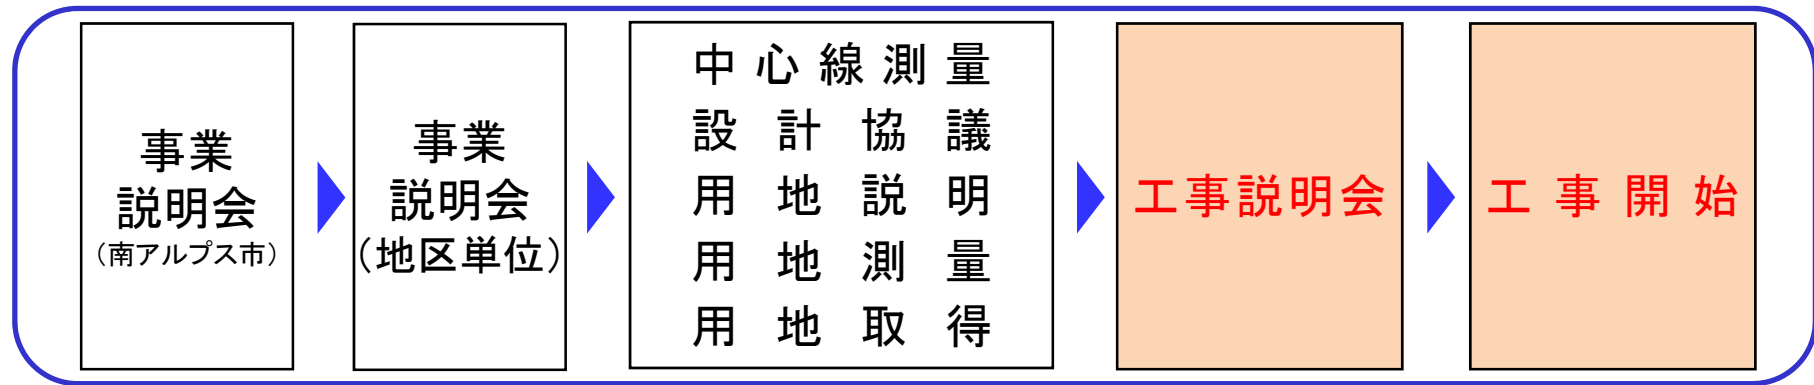 事業
説明会
（南アルプス市）
事業
説明会
（地区単位）
中心線測量
設計協議
用地説明
用地測量
用地取得
工事説明会
工事開始